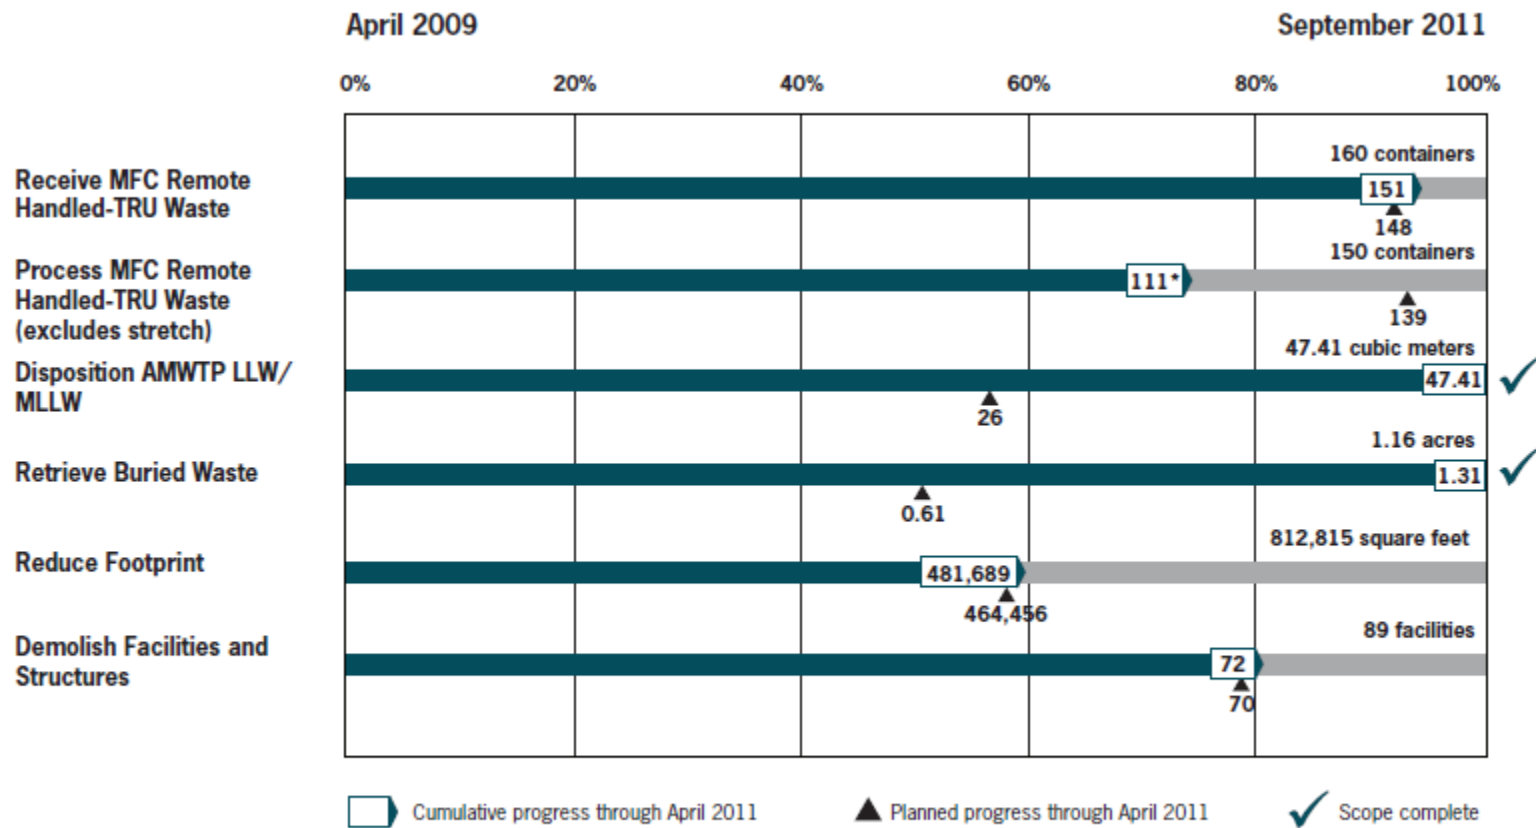 April 2009 September 2011
0% 20% 40% 60% 80% 100%
160 containers
Receive MFC Remote
Handled-TRU Waste
151
148
150 containers
Process MFC Remote
Handled-TRU Waste
(excludes stretch)
111*
139
47.41 cubic meters
Disposition AMWTP LLW/
MLLW
47.41
26
1.16 acres
Retrieve Buried Waste
1.31
0.61
812,815 square feet
Reduce Footprint
481,689
464,456
89 facilities
Demolish Facilities and
Structures
72
70
Cumulative progress through April 2011 Planned progress through April 2011 Scope complete